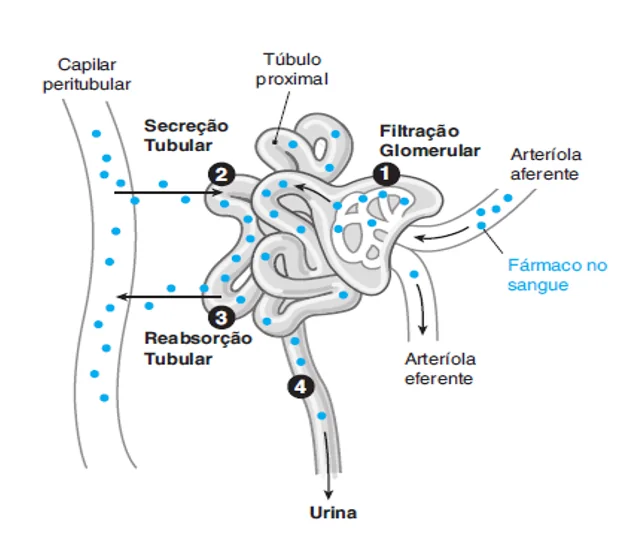 Capilar
peritubular
Túbulo
proximal
Secreção
Tubular
Filtração
Glomerular
Arteríola
aferente
2
1
Fármaco no
sangue
3
Reabsorção
Tubular
Arteríola
eferente
4
Urina